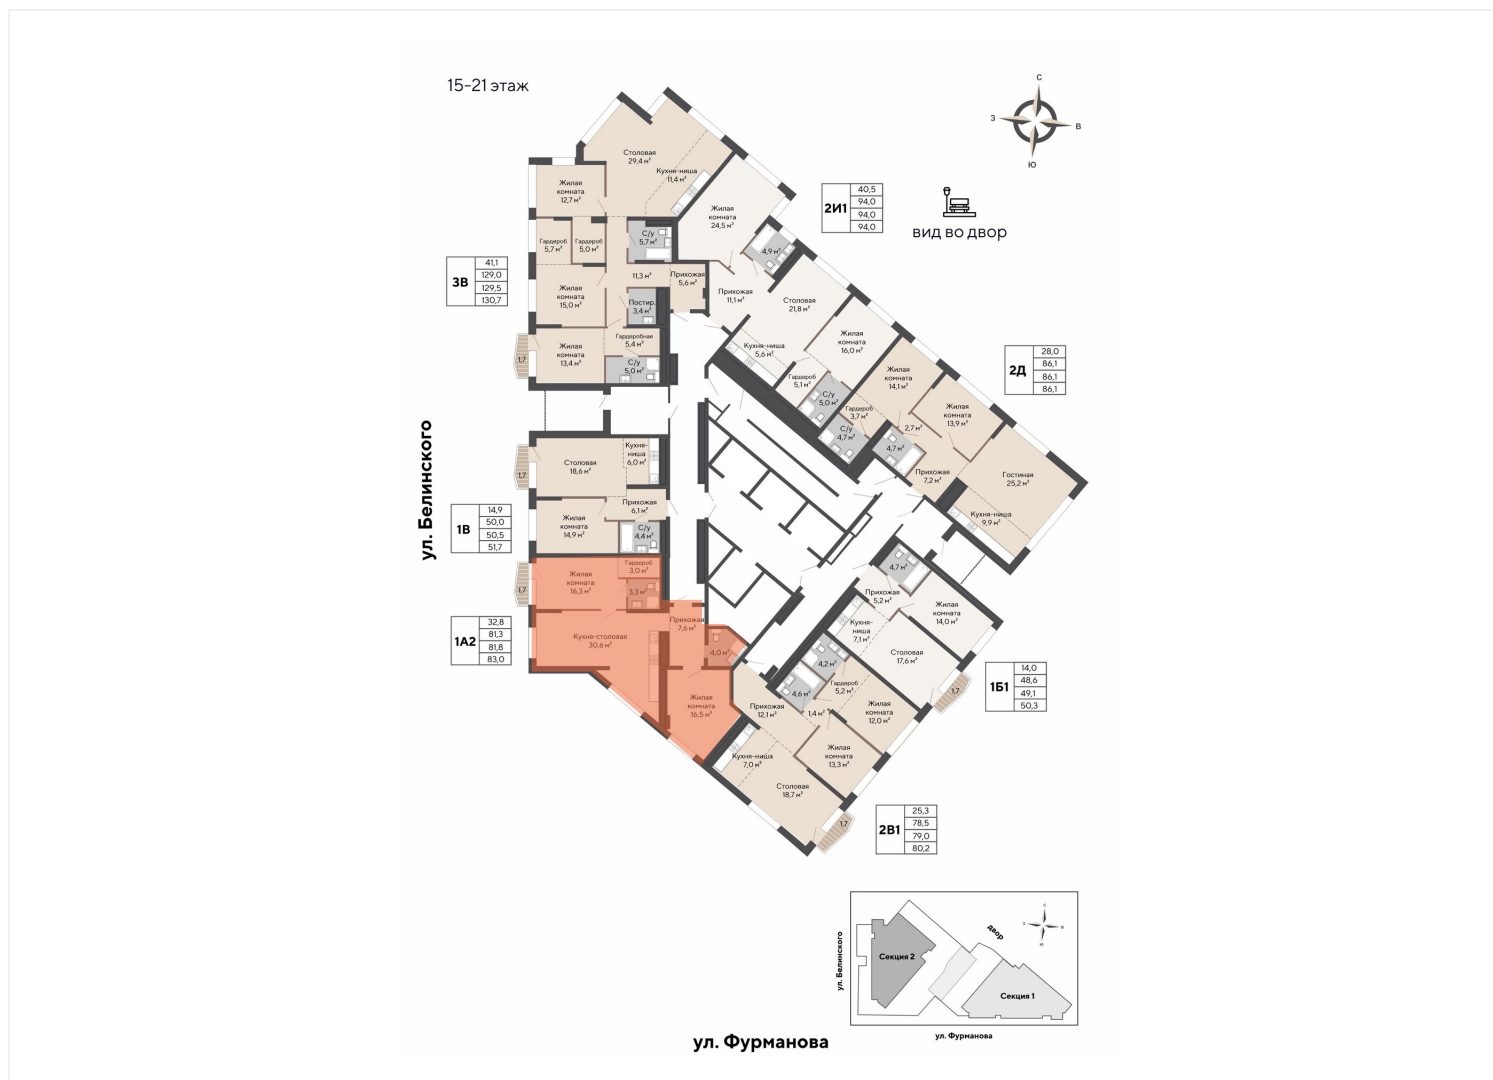 15-21 этаж
С
З
В
Ю
вид во двор
Столовая
29,4 м²
Кухня-ниша
11,4 м²
Жилая
комната
12,7 м²
Гардероб
5,7 м²
Гардероб
5,0 м²
С/у
5,7 м²
11,3 м²
Прихожая
5,6 м²
Жилая
комната
15,0 м²
Постир.
3,4 м²
Гардеробная
5,4 м²
Жилая
комната
13,4 м²
С/у
5,0 м²
1,7
3В
41,1
129,0
129,5
130,7
Жилая
комната
24,5 м²
4,9 м²
Прихожая
11,1 м²
Столовая
21,8 м²
Кухня-ниша
5,6 м²
Жилая
комната
16,0 м²
Гардероб
5,1 м²
С/у
5,0 м²
2И1
40,5
94,0
94,0
94,0
Жилая
комната
14,1 м²
Гардероб
3,7 м²
С/у
4,7 м²
2,7 м²
Жилая
комната
13,9 м²
4,7 м²
Прихожая
7,2 м²
Гостиная
25,2 м²
Кухня-ниша
9,9 м²
2Д
28,0
86,1
86,1
86,1
ул. Белинского
Столовая
18,6 м²
Кухня-
ниша
6,0 м²
1,7
Прихожая
6,1 м²
Жилая
комната
14,9 м²
С/у
4,4 м²
1В
14,9
50,0
50,5
51,7
Жилая
комната
16,3 м²
Гардероб
3,0 м²
3,3 м²
1,7
Прихожая
7,6 м²
Кухня-столовая
30,6 м²
4,0 м²
Жилая
комната
16,5 м²
1А2
32,8
81,3
81,8
83,0
4,7 м²
Прихожая
5,2 м²
Жилая
комната
14,0 м²
Кухня-
ниша
7,1 м²
Столовая
17,6 м²
1,7
1Б1
14,0
48,6
49,1
50,3
4,2 м²
4,6 м²
Гардероб
5,2 м²
Прихожая
12,1 м²
1,4 м²
Жилая
комната
12,0 м²
Жилая
комната
13,3 м²
Кухня-ниша
7,0 м²
Столовая
18,7 м²
1,7
2В1
25,3
78,5
79,0
80,2
ул. Белинского
Секция 2
двор
С
З
В
Ю
Секция 1
ул. Фурманова
ул. Фурманова